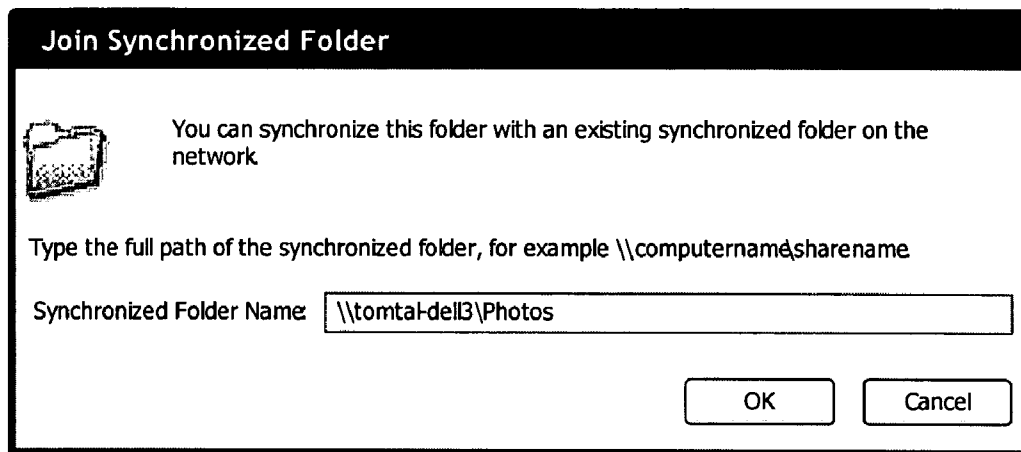 Join Synchronized Folder
You can synchronize this folder with an existing synchronized folder on the
network.
Type the full path of the synchronized folder, for example \\computername\sharename.
Synchronized Folder Name: \\tomtal-dell3\Photos
OK Cancel